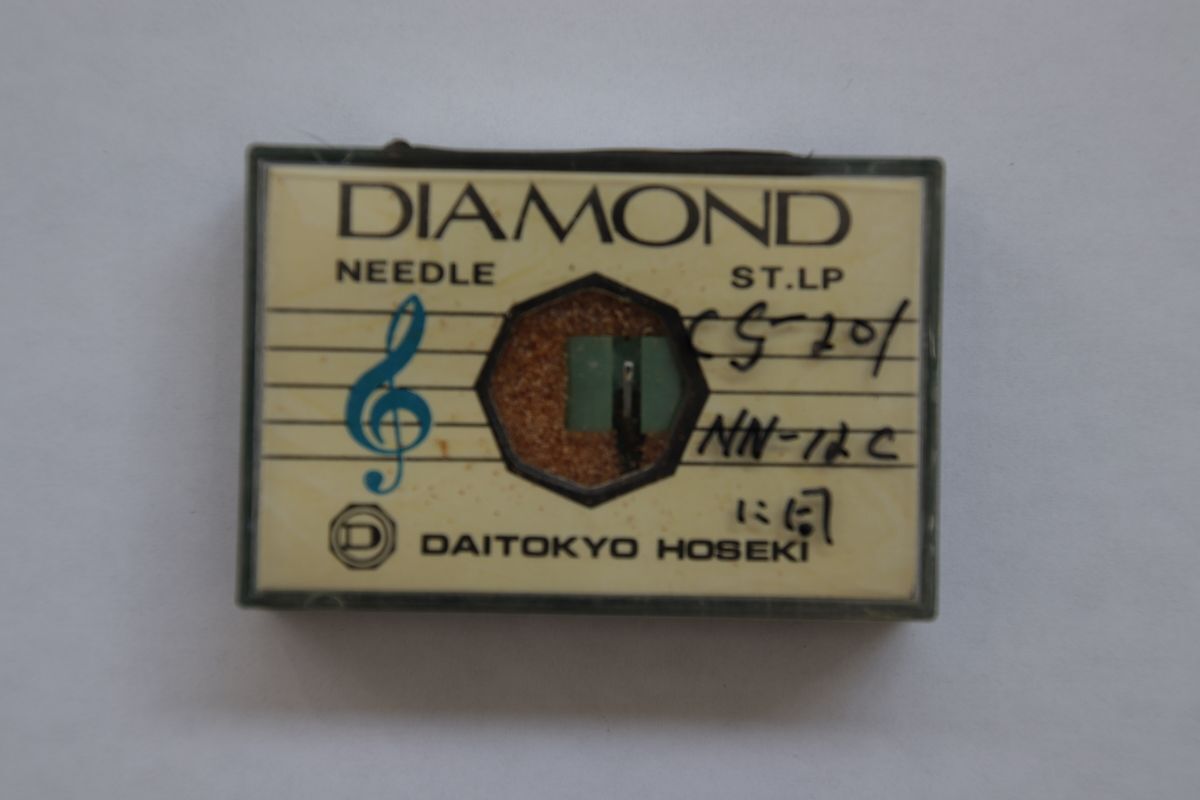 DIAMOND
NEEDLE ST.LP
CS-201
NN-12C
に同
D DAITOKYO HOSEKI